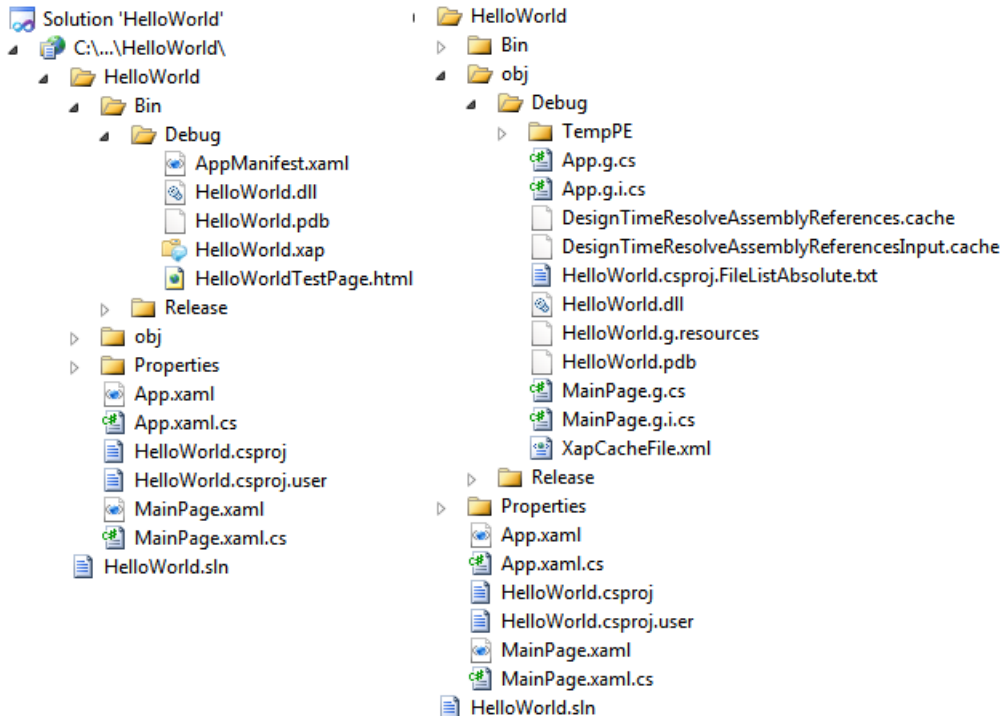 Solution 'HelloWorld'
C:\...\HelloWorld\
HelloWorld
Bin
Debug
AppManifest.xaml
HelloWorld.dll
HelloWorld.pdb
HelloWorld.xap
HelloWorldTestPage.html
Release
obj
Properties
App.xaml
App.xaml.cs
HelloWorld.csproj
HelloWorld.csproj.user
MainPage.xaml
MainPage.xaml.cs
HelloWorld.sln
HelloWorld
Bin
obj
Debug
TempPE
App.g.cs
App.g.i.cs
DesignTimeResolveAssemblyReferences.cache
DesignTimeResolveAssemblyReferencesInput.cache
HelloWorld.csproj.FileListAbsolute.txt
HelloWorld.dll
HelloWorld.g.resources
HelloWorld.pdb
MainPage.g.cs
MainPage.g.i.cs
XapCacheFile.xml
Release
Properties
App.xaml
App.xaml.cs
HelloWorld.csproj
HelloWorld.csproj.user
MainPage.xaml
MainPage.xaml.cs
HelloWorld.sln